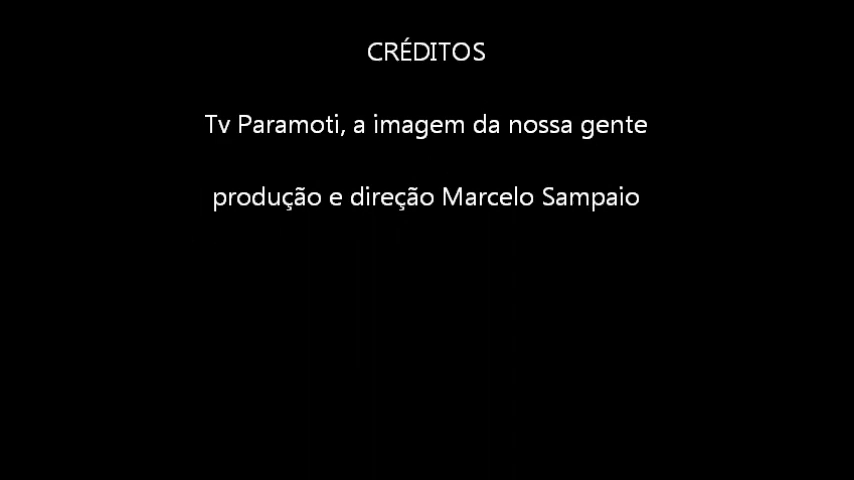 CRÉDITOS
Tv Paramoti, a imagem da nossa gente
produção e direção Marcelo Sampaio